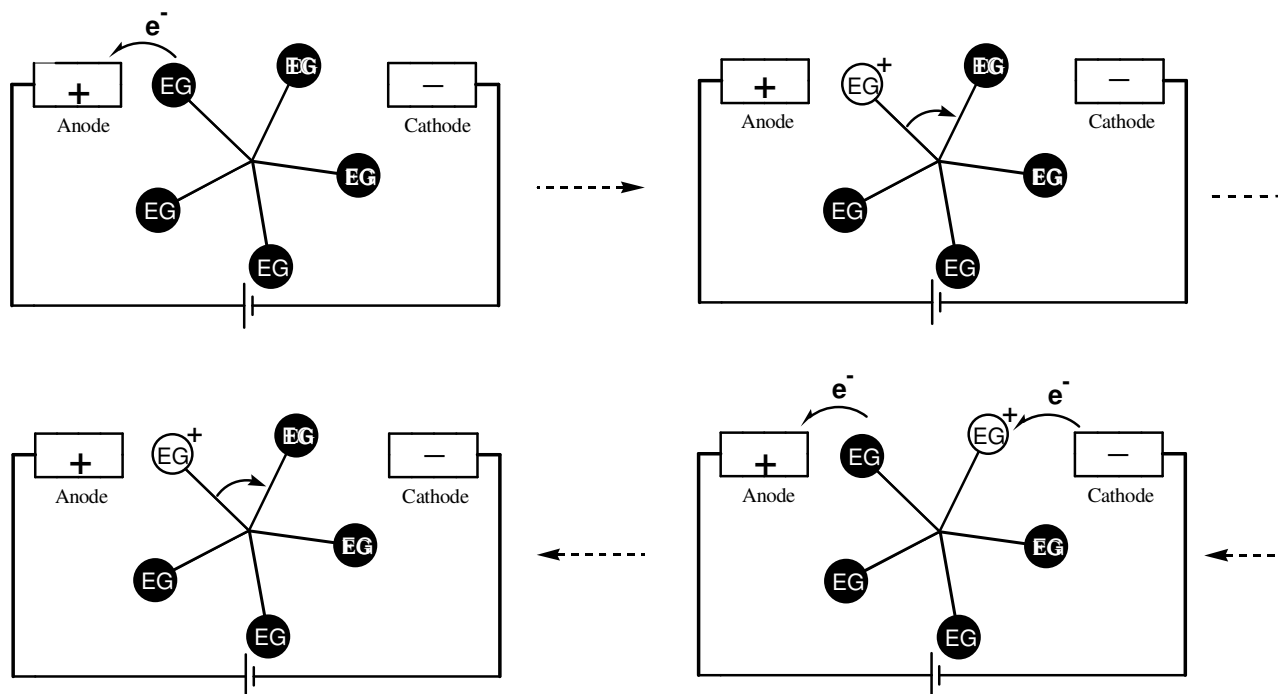 e-
EG
EG
+
Anode
–
Cathode
EG
EG
EG
EG+
EG
+
Anode
–
Cathode
EG
EG
EG
e-
e-
EG+
EG
+
Anode
–
Cathode
EG
EG
EG
EG
EG+
+
Anode
–
Cathode
EG
EG
EG